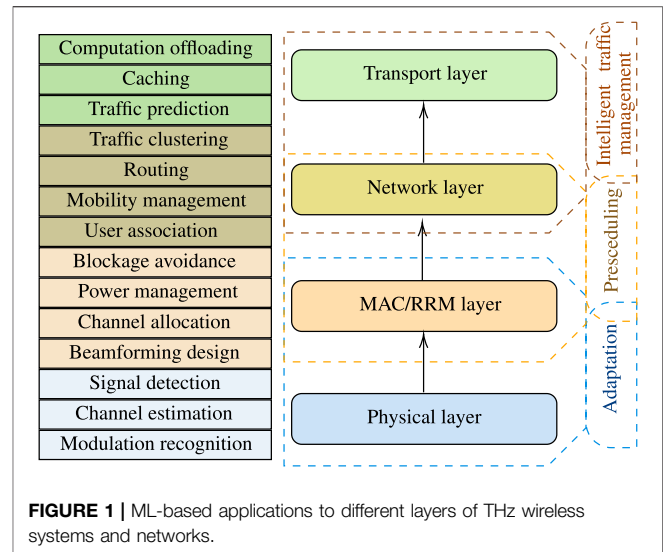 Computation offloading
Caching
Traffic prediction
Traffic clustering
Routing
Mobility management
User association
Blockage avoidance
Power management
Channel allocation
Beamforming design
Signal detection
Channel estimation
Modulation recognition
Transport layer
Network layer
MAC/RRM layer
Physical layer
Intelligent traffic
management
Presceduling
Adaptation
FIGURE 1 | ML-based applications to different layers of THz wireless
systems and networks.